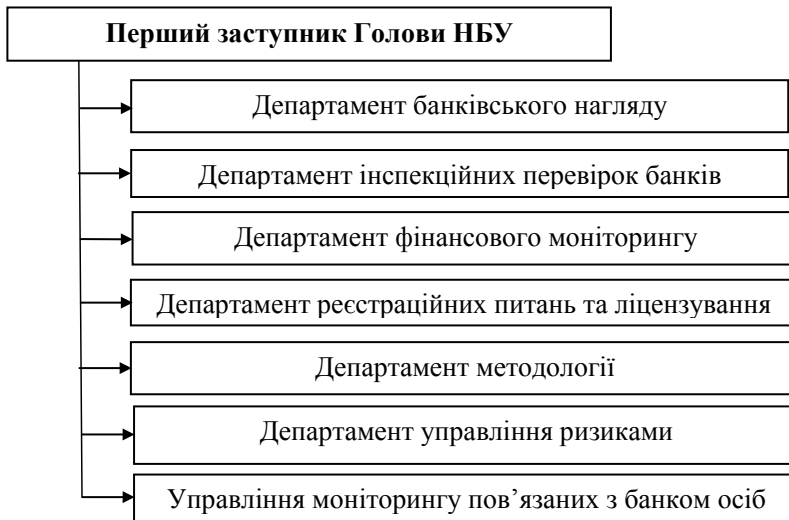 Перший заступник Голови НБУ
Департамент банківського нагляду
Департамент інспекційних перевірок банків
Департамент фінансового моніторингу
Департамент реєстраційних питань та ліцензування
Департамент методології
Департамент управління ризиками
Управління моніторингу пов’язаних з банком осіб